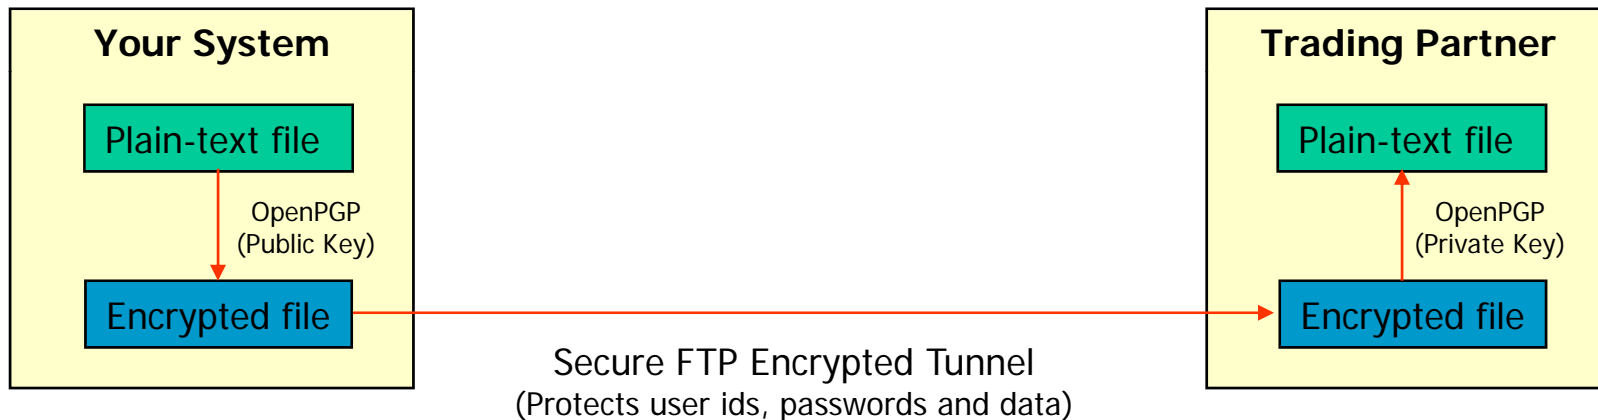 Your System
Plain-text file
OpenPGP
(Public Key)
Encrypted file
Secure FTP Encrypted Tunnel
(Protects user ids, passwords and data)
Trading Partner
Plain-text file
OpenPGP
(Private Key)
Encrypted file